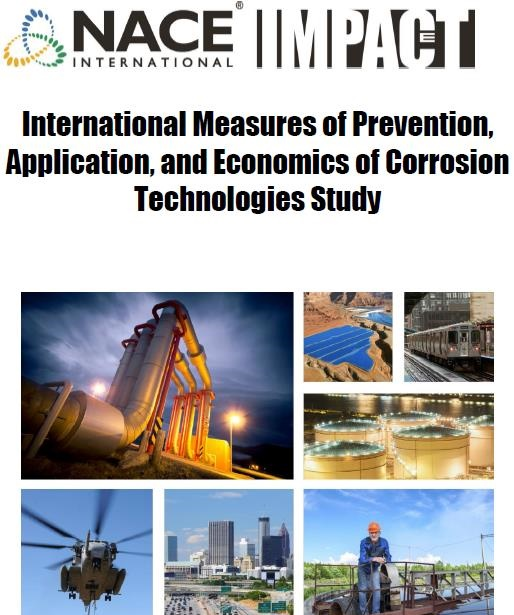 NACE®
INTERNATIONAL
IMPACT
E
International Measures of Prevention,
Application, and Economics of Corrosion
Technologies Study